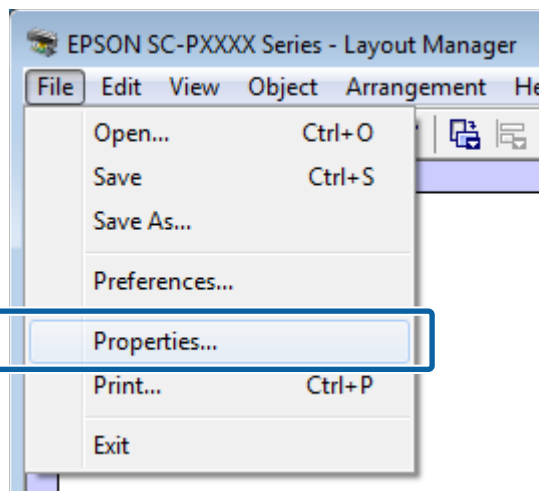 EPSON SC-PXXXX Series - Layout Manager
File Edit View Object Arrangement He
Open... Ctrl+O
Save Ctrl+S
Save As...
Preferences...
Properties...
Print... Ctrl+P
Exit